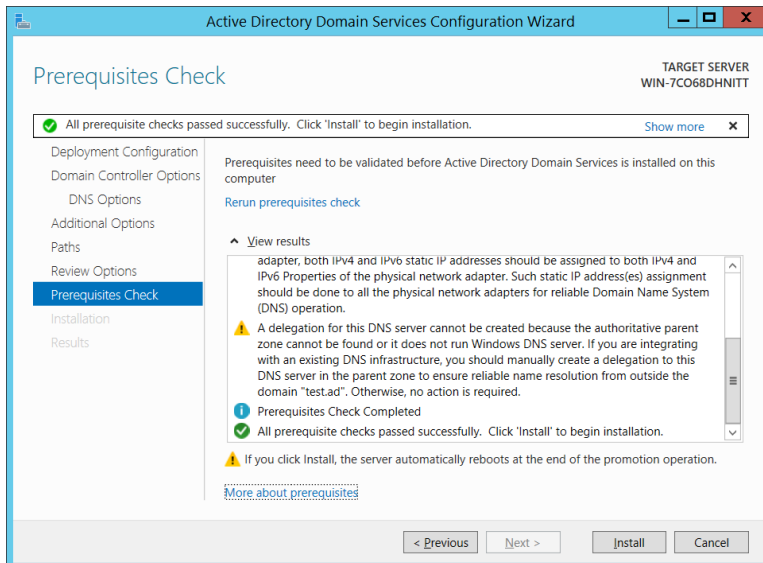 Active Directory Domain Services Configuration Wizard
Prerequisites Check
TARGET SERVER
WIN-7CO68DHNITT
All prerequisite checks passed successfully.  Click 'Install' to begin installation.
Show more
Deployment Configuration
Domain Controller Options
DNS Options
Additional Options
Paths
Review Options
Prerequisites Check
Installation
Results
Prerequisites need to be validated before Active Directory Domain Services is installed on this
computer
Rerun prerequisites check
View results
adapter, both IPv4 and IPv6 static IP addresses should be assigned to both IPv4 and
IPv6 Properties of the physical network adapter. Such static IP address(es) assignment
should be done to all the physical network adapters for reliable Domain Name System
(DNS) operation.
A delegation for this DNS server cannot be created because the authoritative parent
zone cannot be found or it does not run Windows DNS server. If you are integrating
with an existing DNS infrastructure, you should manually create a delegation to this
DNS server in the parent zone to ensure reliable name resolution from outside the
domain "test.ad". Otherwise, no action is required.
Prerequisites Check Completed
All prerequisite checks passed successfully.  Click 'Install' to begin installation.
If you click Install, the server automatically reboots at the end of the promotion operation.
More about prerequisites
< Previous
Next >
Install
Cancel